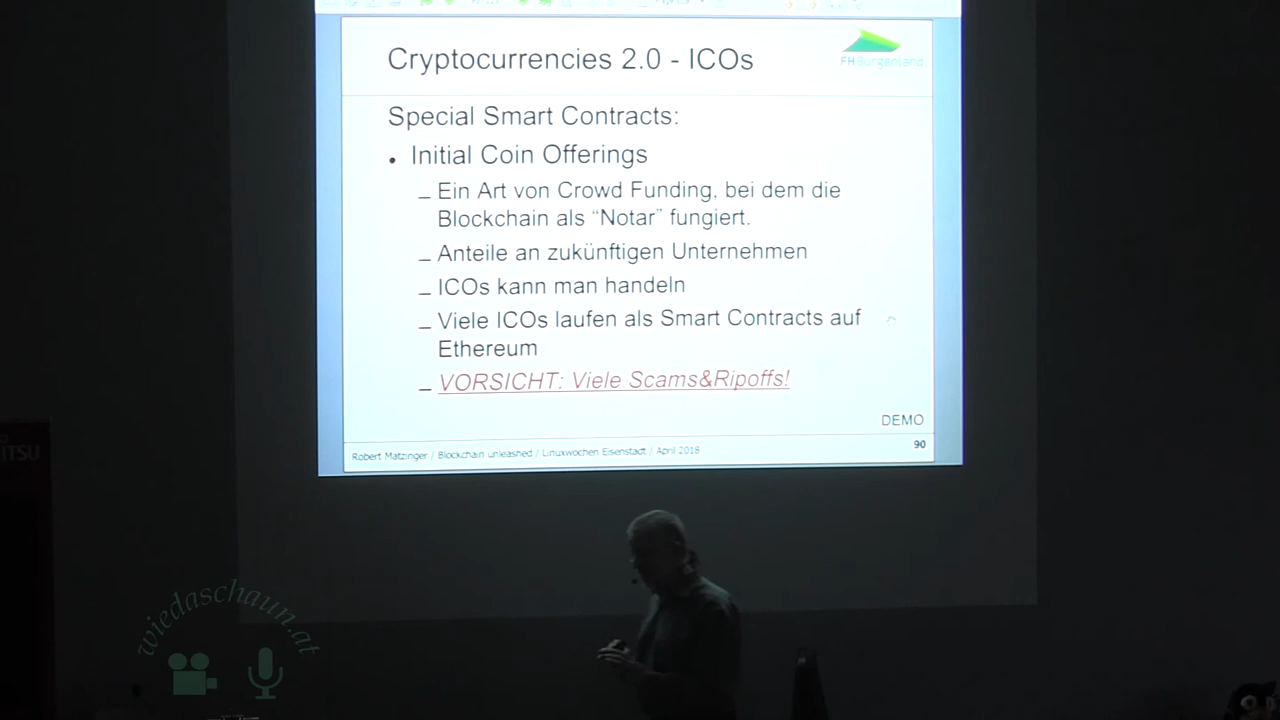 Cryptocurrencies 2.0 - ICOs
FH Burgenland
Special Smart Contracts:
• Initial Coin Offerings
– Ein Art von Crowd Funding, bei dem die
Blockchain als “Notar” fungiert.
– Anteile an zukünftigen Unternehmen
– ICOs kann man handeln
– Viele ICOs laufen als Smart Contracts auf
Ethereum
– VORSICHT: Viele Scams&Ripoffs!
DEMO
Robert Matzinger / Blockchain unleashed / Linuxwochen Eisenstadt / April 2018
90
wiedaschaun.at